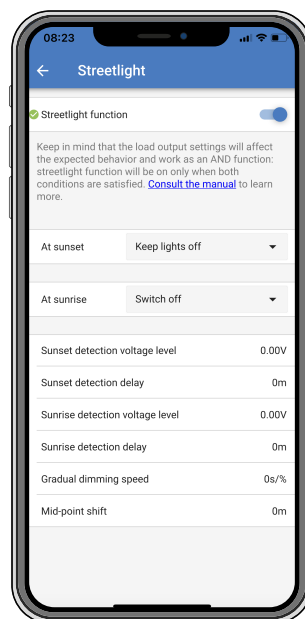 08:23
Streetlight
Streetlight function
Keep in mind that the load output settings will affect
the expected behavior and work as an AND function:
streetlight function will be on only when both
conditions are satisfied. Consult the manual to learn
more.
At sunset Keep lights off
At sunrise Switch off
Sunset detection voltage level 0.00V
Sunset detection delay 0m
Sunrise detection voltage level 0.00V
Sunrise detection delay 0m
Gradual dimming speed 0s/%
Mid-point shift 0m